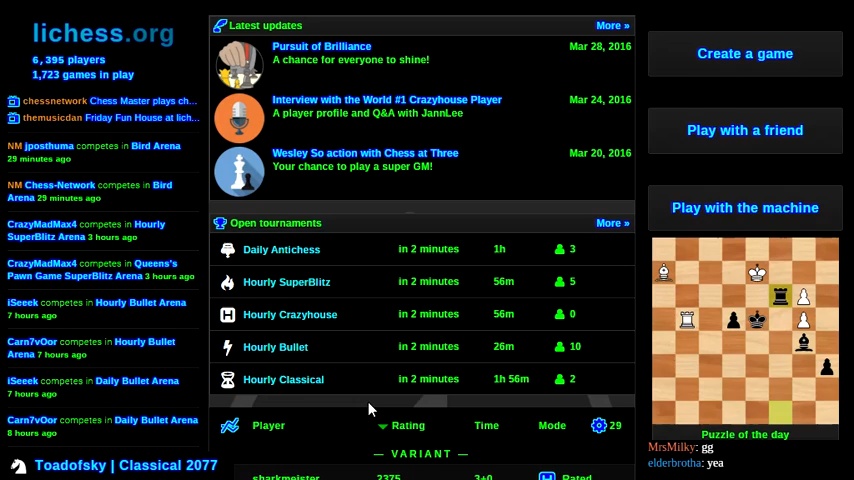 lichess.org
6,395 players
1,723 games in play
chessnetwork Chess Master plays ch...
themusicdan Friday Fun House at lich...
NM jposthuma competes in Bird Arena
29 minutes ago
NM Chess-Network competes in Bird
Arena 29 minutes ago
CrazyMadMax4 competes in Hourly
SuperBlitz Arena 3 hours ago
CrazyMadMax4 competes in Queens's
Pawn Game SuperBlitz Arena 3 hours ago
iSeeek competes in Hourly Bullet Arena
7 hours ago
Carn7vOor competes in Hourly Bullet
Arena 7 hours ago
iSeeek competes in Daily Bullet Arena
7 hours ago
Carn7vOor competes in Daily Bullet Arena
8 hours ago
Toadofsky | Classical 2077
Latest updates More »
Pursuit of Brilliance Mar 28, 2016
A chance for everyone to shine!
Interview with the World #1 Crazyhouse Player Mar 24, 2016
A player profile and Q&A with JannLee
Wesley So action with Chess at Three Mar 20, 2016
Your chance to play a super GM!
Open tournaments More »
Daily Antichess in 2 minutes 1h 3
Hourly SuperBlitz in 2 minutes 56m 5
Hourly Crazyhouse in 2 minutes 56m 0
Hourly Bullet in 2 minutes 26m 10
Hourly Classical in 2 minutes 1h 56m 2
Player Rating Time Mode 29
— VARIANT —
sharkmeister 2375 3+0 Rated
Create a game
Play with a friend
Play with the machine
Puzzle of the day
MrsMilky: gg
elderbrotha: yea